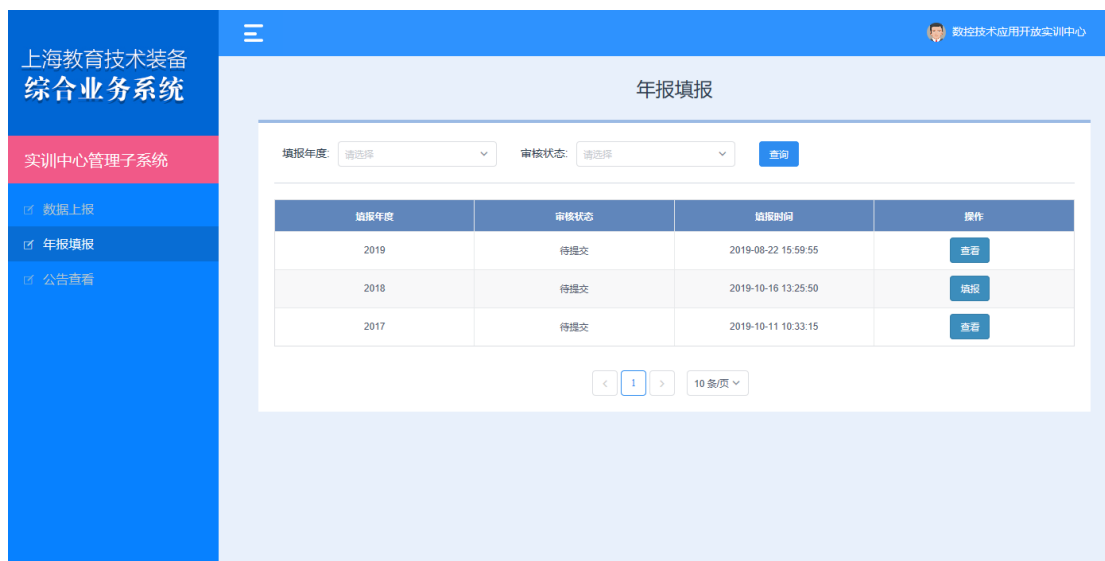 上海教育技术装备
综合业务系统
数控技术应用开放实训中心
实训中心管理子系统
数据上报
年报填报
公告查看
年报填报
填报年度: 请选择 审核状态: 请选择 查询
填报年度 审核状态 填报时间 操作
2019 待提交 2019-08-22 15:59:55 查看
2018 待提交 2019-10-16 13:25:50 填报
2017 待提交 2019-10-11 10:33:15 查看
1 10 条/页